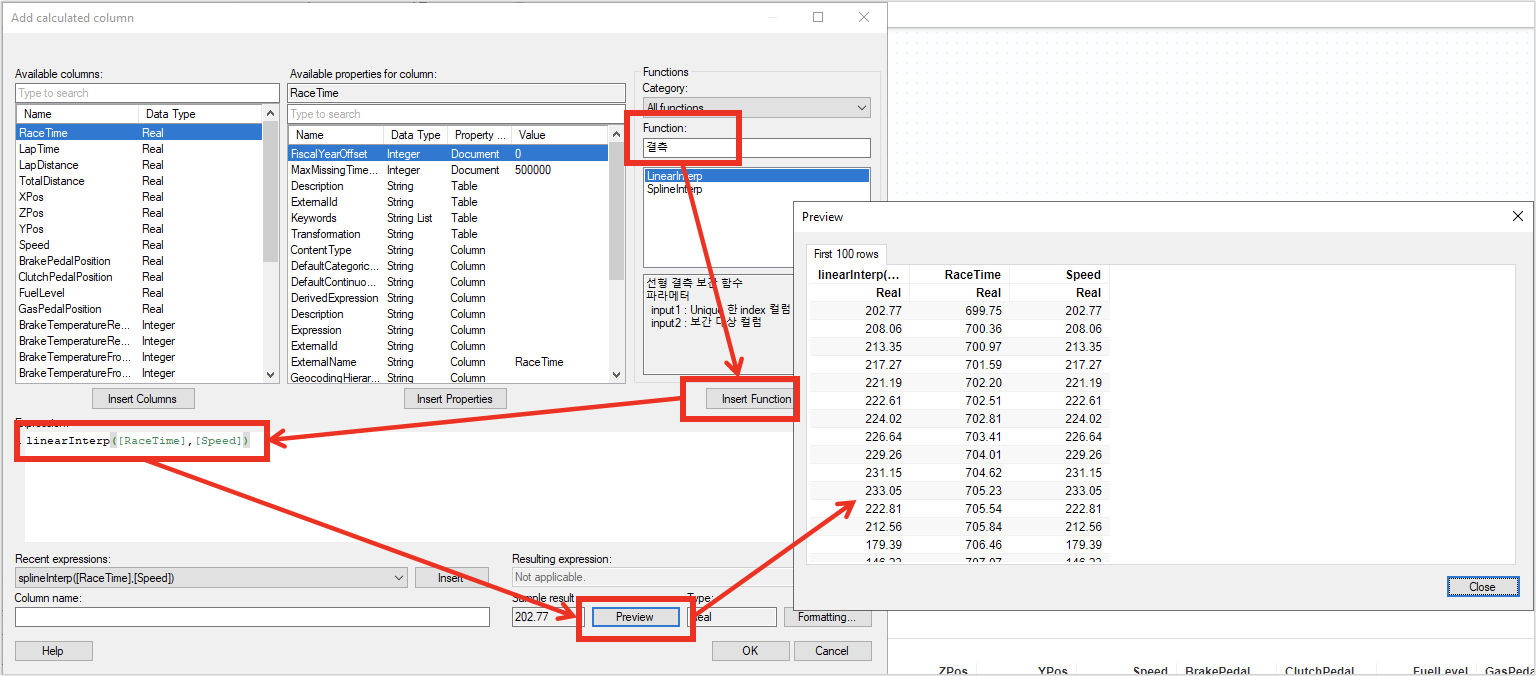 Add calculated column
Available columns:
Type to search
Name Data Type
RaceTime Real
LapTime Real
LapDistance Real
TotalDistance Real
XPos Real
ZPos Real
YPos Real
Speed Real
BrakePedalPosition Real
ClutchPedalPosition Real
FuelLevel Real
GasPedalPosition Real
BrakeTemperatureRe... Integer
BrakeTemperatureRe... Integer
BrakeTemperatureFro... Integer
BrakeTemperatureFro... Integer
Insert Columns
Available properties for column:
RaceTime
Type to search
Name Data Type Property ... Value
FiscalYearOffset Integer Document 0
MaxMissingTime... Integer Document 500000
Description String Table
ExternalId String Table
Keywords String List Table
Transformation String Table
ContentType String Column
DefaultCategoric... String Column
DefaultContinuo... String Column
DerivedExpression String Column
Description String Column
Expression String Column
ExternalId String Column
ExternalName String Column RaceTime
GeocodingHierar... String Column
Insert Properties
Functions
Category:
All functions
Function:
결측
LinearInterp
SplineInterp
선형 결측 보간 함수
파라메터
input1 : Unique 한 index 컬럼
input2 : 보간 대상 컬럼
Insert Function
Expression:
linearInterp([RaceTime],[Speed])
Recent expressions:
splineInterp([RaceTime],[Speed])
Insert
Resulting expression:
Not applicable.
Column name:
Sample result
202.77
Preview
Type:
Real
Formatting...
Help
OK
Cancel
Preview
First 100 rows
linearInterp(... RaceTime Speed
Real Real Real
202.77 699.75 202.77
208.06 700.36 208.06
213.35 700.97 213.35
217.27 701.59 217.27
221.19 702.20 221.19
222.61 702.51 222.61
224.02 702.81 224.02
226.64 703.41 226.64
229.26 704.01 229.26
231.15 704.62 231.15
233.05 705.23 233.05
222.81 705.54 222.81
212.56 705.84 212.56
179.39 706.46 179.39
Close
ZPos YPos Speed BrakePedal ClutchPedal FuelLevel GasPeda